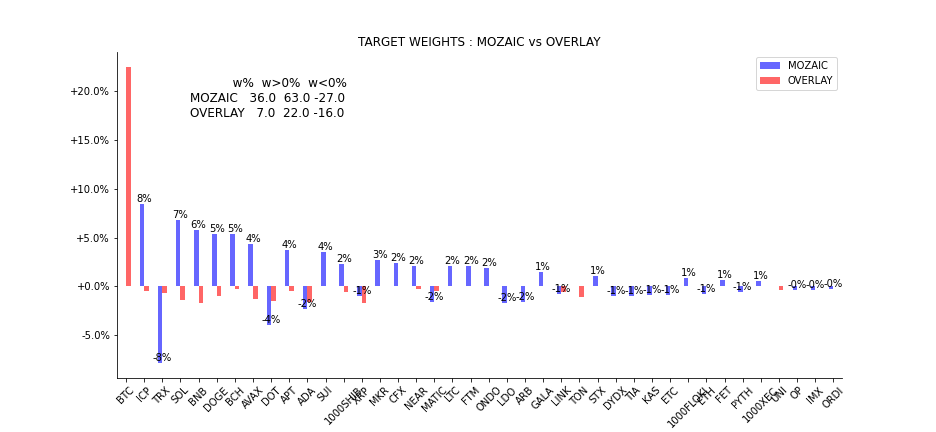 TARGET WEIGHTS : MOZAIC vs OVERLAY
MOZAIC
OVERLAY
w% w>0% w<0%
MOZAIC 36.0 63.0 -27.0
OVERLAY 7.0 22.0 -16.0
+20.0%
+15.0%
+10.0%
+5.0%
+0.0%
-5.0%
8%
-8%
7%
6%
5%
5%
4%
-4%
4%
-2%
4%
2%
-1%
3%
2%
2%
-2%
2%
2%
2%
-2%
-2%
1%
-1%
1%
-1%
-1%
-1%
-1%
1%
-1%
1%
-1%
1%
-0%
-0%
-0%
BTC
ICP
TRX
SOL
BNB
DOGE
BCH
AVAX
DOT
APT
ADA
SUI
1000SHIB
XRP
MKR
CFX
NEAR
MATIC
LTC
FTM
ONDO
LDO
ARB
GALA
LINK
TON
STX
DYDX
TIA
KAS
ETC
1000FLOKI
ETH
FET
PYTH
1000XEC
UNI
OP
IMX
ORDI